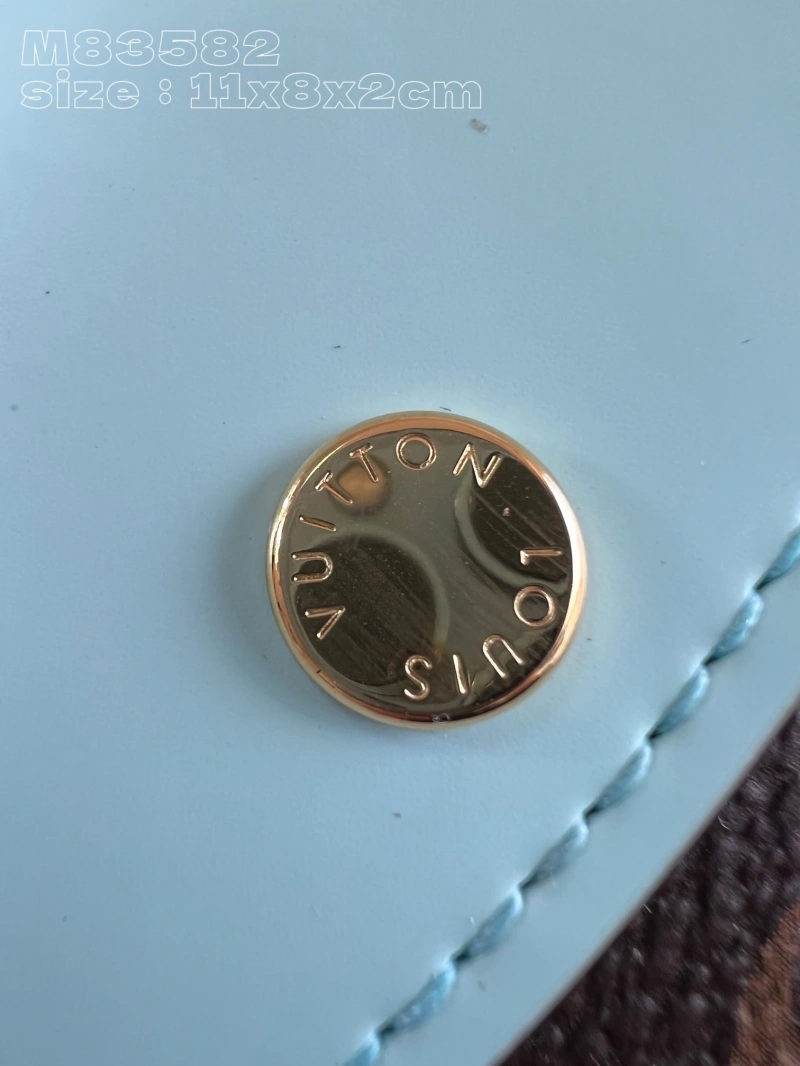 M83582
size : 11x8x2cm
LOUIS VUITTON